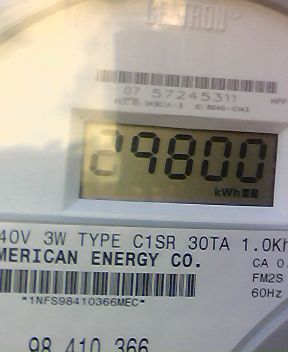 CENTRON®
07 57245311
29800
kWh
40V 3W TYPE C1SR 30TA 1.0Kh
MERICAN ENERGY CO.
CA 0.
FM2S
60Hz
*1NFS98410366MEC*
98 410 366